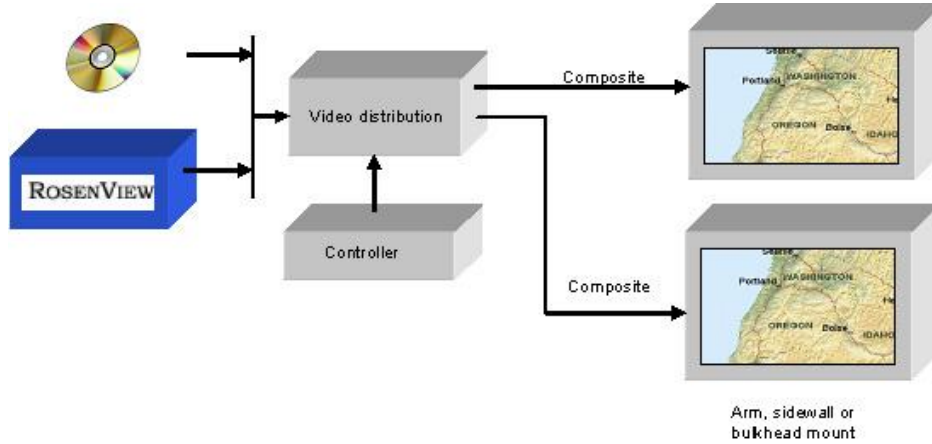 Seattle
Composite
Portland
WASHINGTON
Video distribution
OREGON
Boise
IDAHO
ROSENVIEW
Controller
Composite
Portland
WASHINGTON
OREGON
Boise
IDAHO
Arm, sidewall or
bulkhead mount